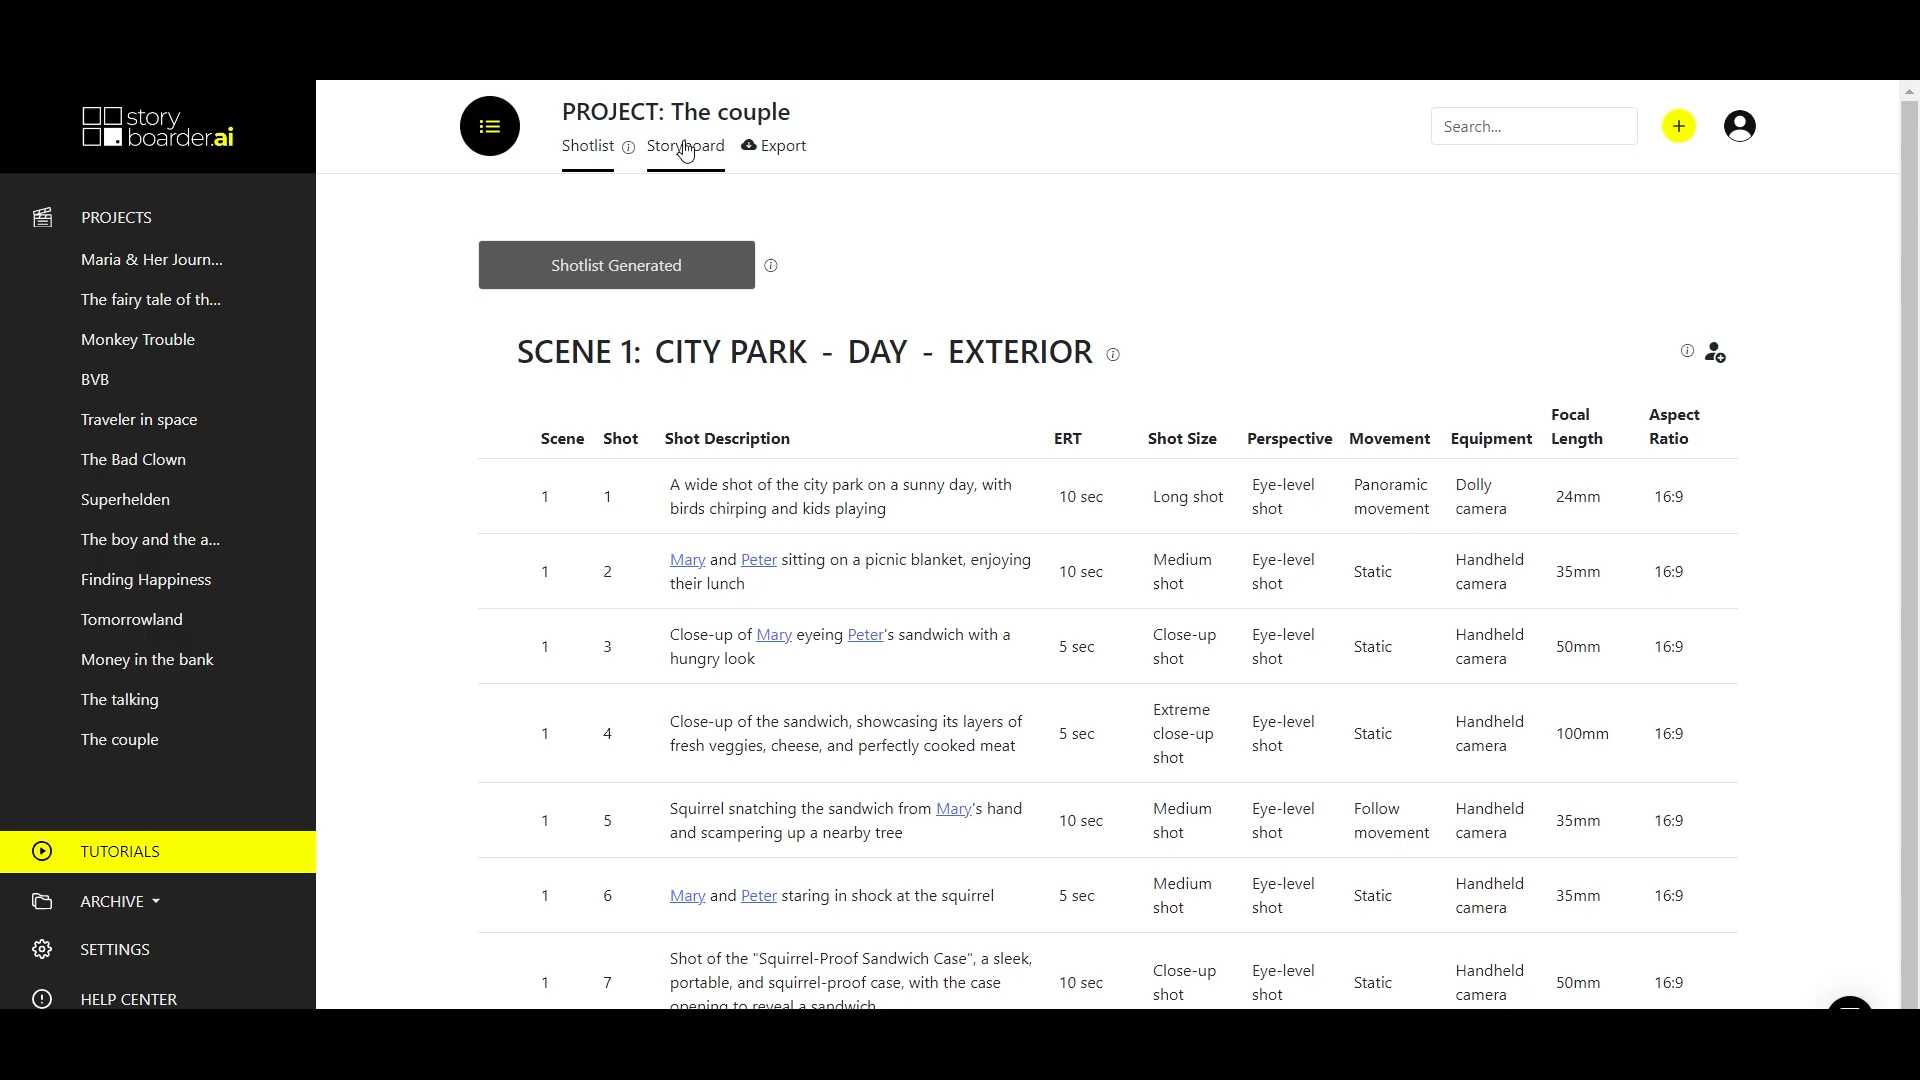 story
boarder.ai
PROJECT: The couple
Shotlist
Storyboard
Export
Search...
PROJECTS
Maria & Her Journ...
The fairy tale of th...
Monkey Trouble
BVB
Traveler in space
The Bad Clown
Superhelden
The boy and the a...
Finding Happiness
Tomorrowland
Money in the bank
The talking
The couple
TUTORIALS
ARCHIVE
SETTINGS
HELP CENTER
Shotlist Generated
SCENE 1: CITY PARK - DAY - EXTERIOR
Scene Shot Shot Description ERT Shot Size Perspective Movement Equipment Focal Length Aspect Ratio
1 1 A wide shot of the city park on a sunny day, with birds chirping and kids playing 10 sec Long shot Eye-level shot Panoramic movement Dolly camera 24mm 16:9
1 2 Mary and Peter sitting on a picnic blanket, enjoying their lunch 10 sec Medium shot Eye-level shot Static Handheld camera 35mm 16:9
1 3 Close-up of Mary eyeing Peter's sandwich with a hungry look 5 sec Close-up shot Eye-level shot Static Handheld camera 50mm 16:9
1 4 Close-up of the sandwich, showcasing its layers of fresh veggies, cheese, and perfectly cooked meat 5 sec Extreme close-up shot Eye-level shot Static Handheld camera 100mm 16:9
1 5 Squirrel snatching the sandwich from Mary's hand and scampering up a nearby tree 10 sec Medium shot Eye-level shot Follow movement Handheld camera 35mm 16:9
1 6 Mary and Peter staring in shock at the squirrel 5 sec Medium shot Eye-level shot Static Handheld camera 35mm 16:9
1 7 Shot of the "Squirrel-Proof Sandwich Case", a sleek, portable, and squirrel-proof case, with the case opening to reveal a sandwich 10 sec Close-up shot Eye-level shot Static Handheld camera 50mm 16:9